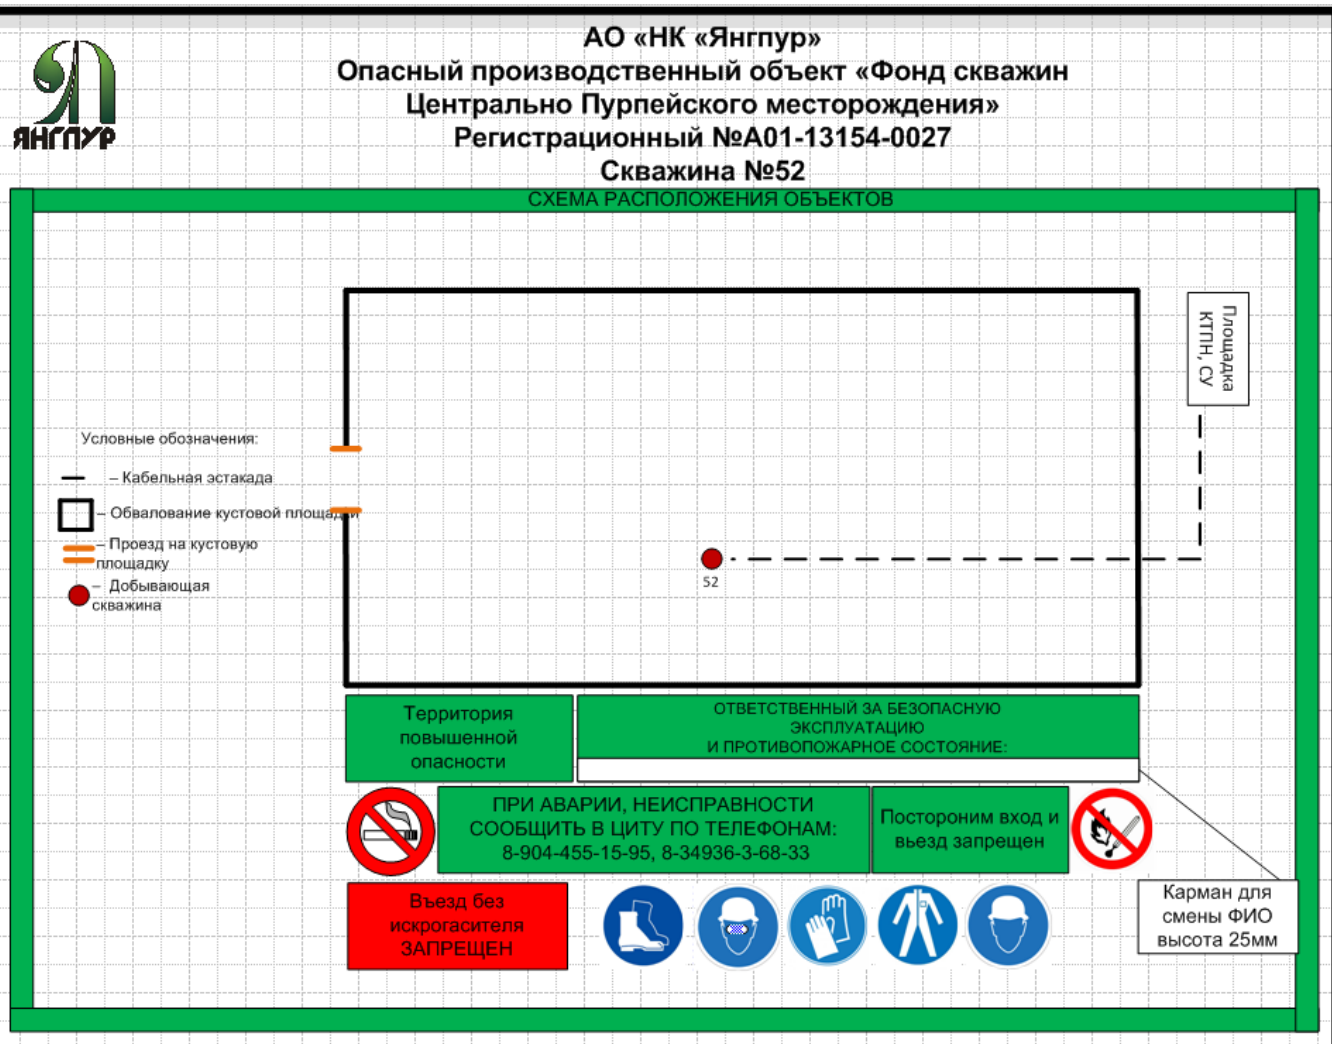 АО «НК «Янгпур»
Опасный производственный объект «Фонд скважин
Центрально Пурпейского месторождения»
Регистрационный №А01-13154-0027
Скважина №52
ЯНГПУР
СХЕМА РАСПОЛОЖЕНИЯ ОБЪЕКТОВ
Площадка
КТПН, СУ
Условные обозначения:
– Кабельная эстакада
– Обвалование кустовой площадки
– Проезд на кустовую
площадку
– Добывающая
скважина
52
Территория
повышенной
опасности
ОТВЕТСТВЕННЫЙ ЗА БЕЗОПАСНУЮ
ЭКСПЛУАТАЦИЮ
И ПРОТИВОПОЖАРНОЕ СОСТОЯНИЕ:
ПРИ АВАРИИ, НЕИСПРАВНОСТИ
СООБЩИТЬ В ЦИТУ ПО ТЕЛЕФОНАМ:
8-904-455-15-95, 8-34936-3-68-33
Постороним вход и
вьезд запрещен
Въезд без
искрогасителя
ЗАПРЕЩЕН
Карман для
смены ФИО
высота 25мм